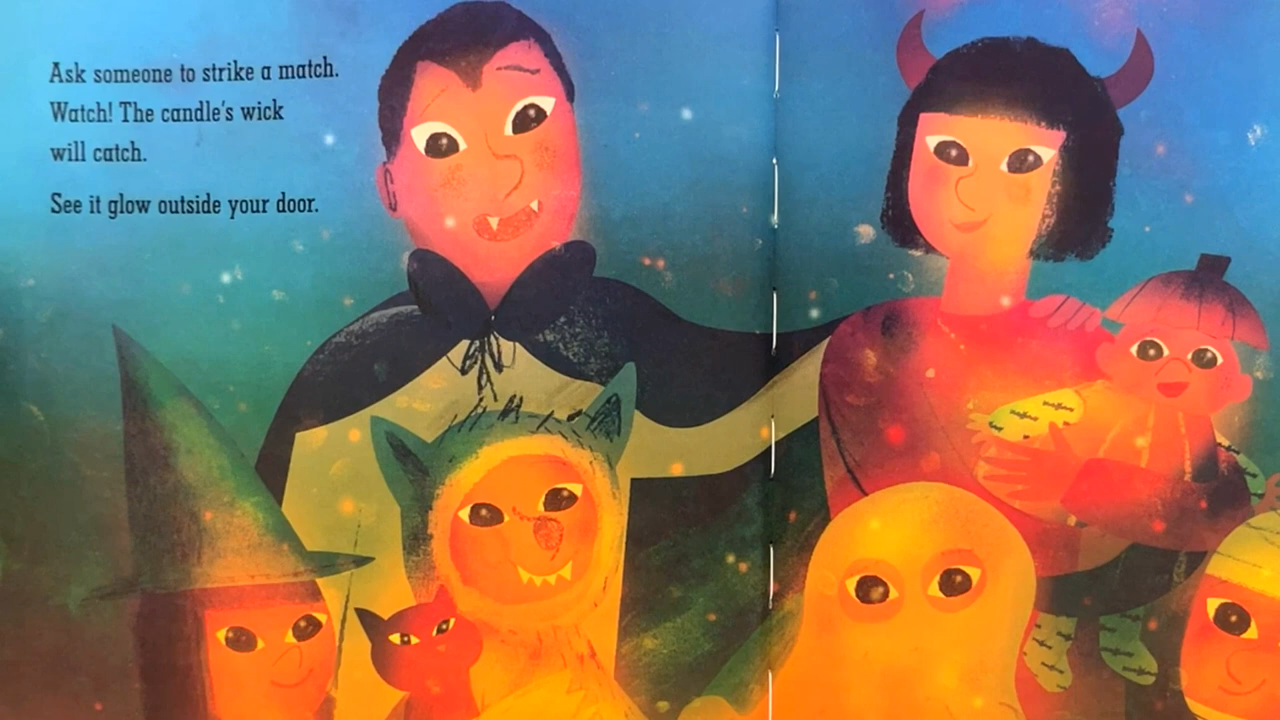 Ask someone to strike a match.
Watch! The candle's wick
will catch.
See it glow outside your door.